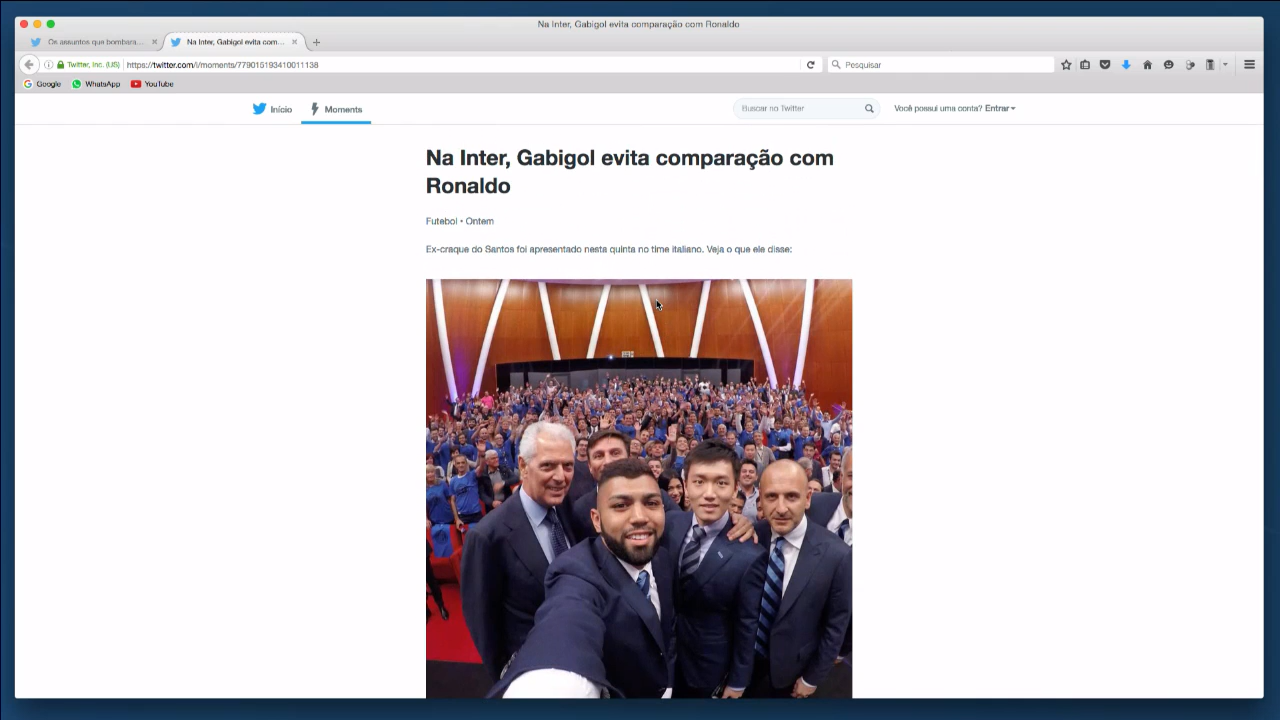 Na Inter, Gabigol evita comparação com Ronaldo
Os assuntos que bombara...
Na Inter, Gabigol evita com...
Twitter, Inc. (US)
https://twitter.com/i/moments/779015193410011138
Pesquisar
Google
WhatsApp
YouTube
Início
Moments
Buscar no Twitter
Você possui uma conta? Entrar
Na Inter, Gabigol evita comparação com
Ronaldo
Futebol • Ontem
Ex-craque do Santos foi apresentado nesta quinta no time italiano. Veja o que ele disse: